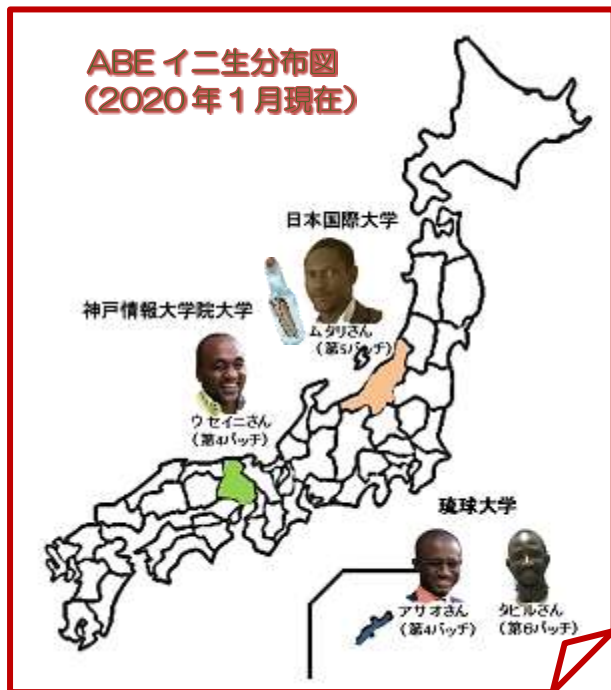 ABE イニ生分布図
（2020 年 1 月現在）
日本国際大学
ムタリさん
（第5バッチ）
神戸情報大学院大学
ウセイニさん
（第4バッチ）
琉球大学
アサオさん
（第4バッチ）
タヒルさん
（第6バッチ）